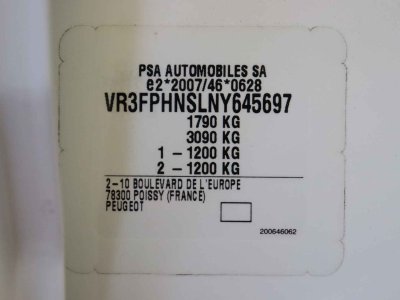 PSA AUTOMOBILES SA
e2*2007/46*0628
VR3FPHNSLNY645697
1790 KG
3090 KG
1 - 1200 KG
2 - 1200 KG
2-10 BOULEVARD DE L'EUROPE
78300 POISSY (FRANCE)
PEUGEOT
200646062